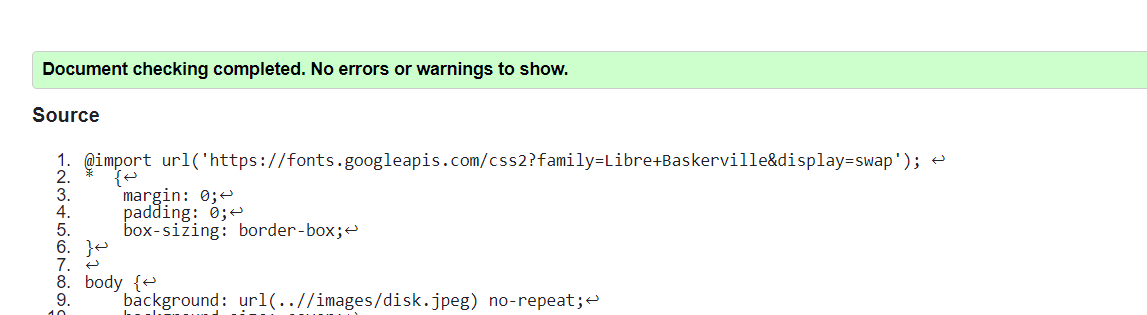 Document checking completed. No errors or warnings to show.
Source
1. @import url('https://fonts.googleapis.com/css2?family=Libre+Baskerville&display=swap'); ↩
2. * {↩
3. margin: 0;↩
4. padding: 0;↩
5. box-sizing: border-box;↩
6. }↩
7. ↩
8. body {↩
9. background: url(..//images/disk.jpeg) no-repeat;↩